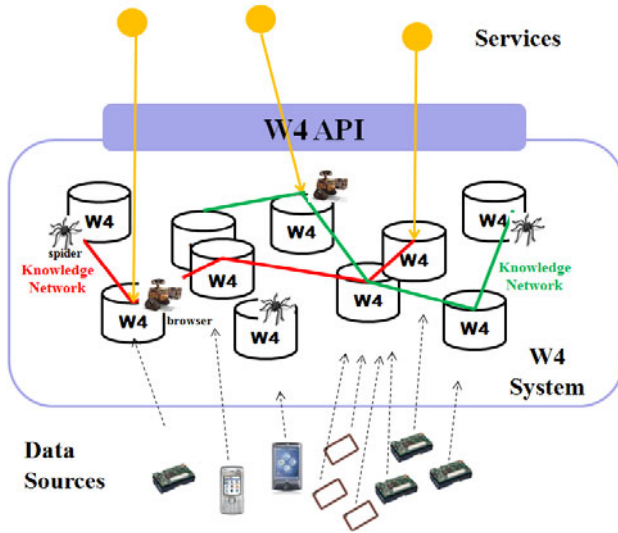 Services
W4 API
W4
W4
W4
W4
spider
Knowledge
Network
W4
W4
Knowledge
Network
W4
browser
W4
W4
W4
System
Data
Sources